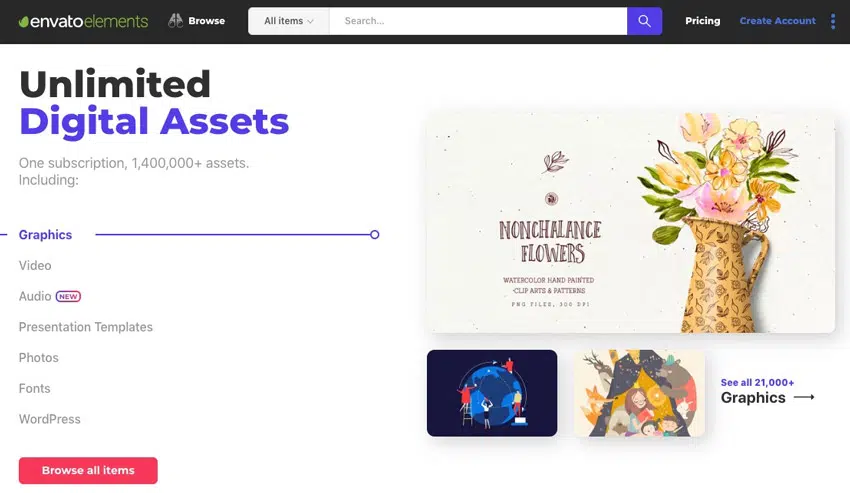 envatoelements
Browse
All items
Search...
Pricing
Create Account
Unlimited
Digital Assets
One subscription, 1,400,000+ assets.
Including:
Graphics
Video
Audio NEW
Presentation Templates
Photos
Fonts
WordPress
Browse all items
NONCHALANCE
FLOWERS
WATERCOLOR HAND PAINTED
·CLIP ARTS & PATTERNS
PNG FILES, 300 DPI
See all 21,000+
Graphics